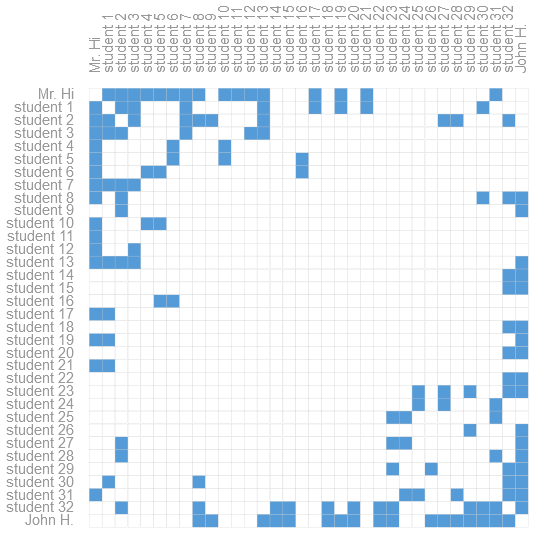 Mr. Hi
student 1
student 2
student 3
student 4
student 5
student 6
student 7
student 8
student 9
student 10
student 11
student 12
student 13
student 14
student 15
student 16
student 17
student 18
student 19
student 20
student 21
student 22
student 23
student 24
student 25
student 26
student 27
student 28
student 29
student 30
student 31
student 32
John H.
Mr. Hi
student 1
student 2
student 3
student 4
student 5
student 6
student 7
student 8
student 9
student 10
student 11
student 12
student 13
student 14
student 15
student 16
student 17
student 18
student 19
student 20
student 21
student 22
student 23
student 24
student 25
student 26
student 27
student 28
student 29
student 30
student 31
student 32
John H.